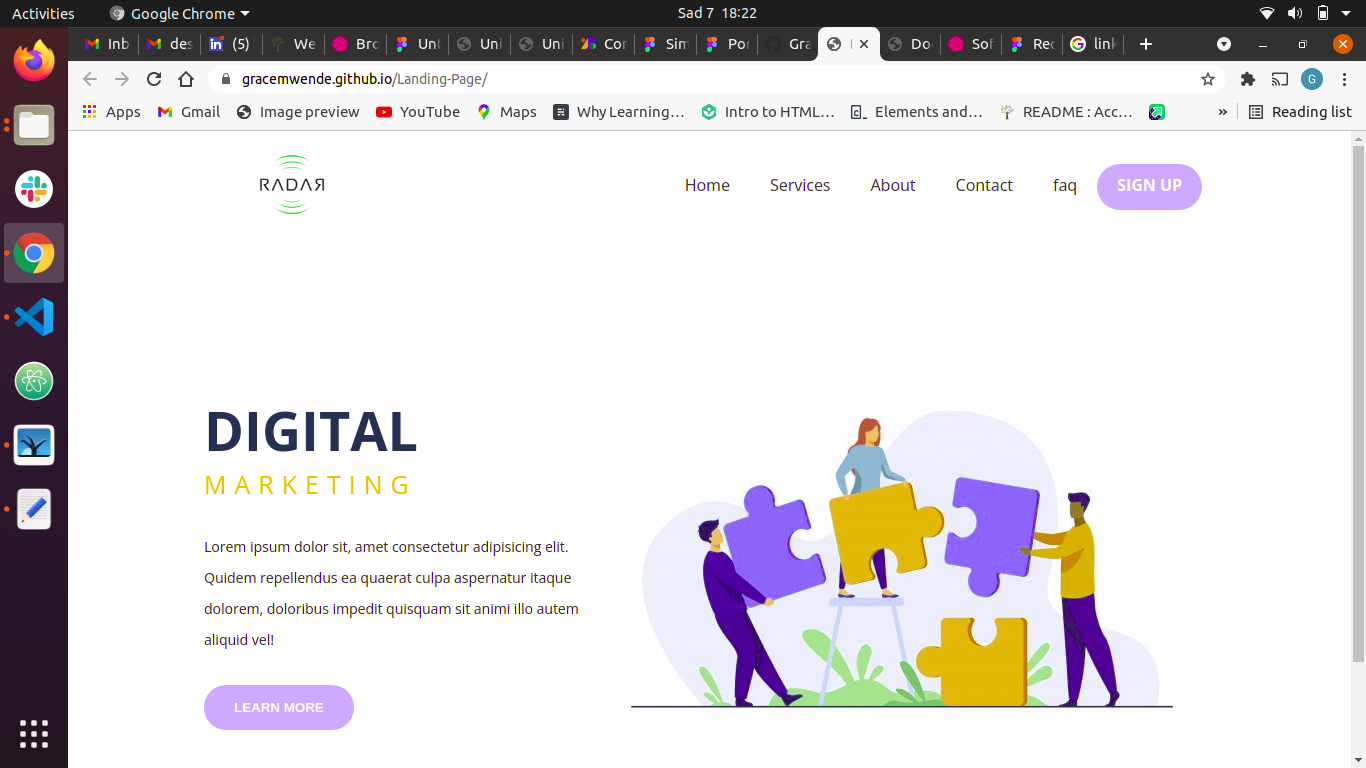 Activities Google Chrome Sad 7 18:22
Inb des (5) We Bro Unt Uni Uni Cor Sim Por Gra Do Sof Rec link
gracemwende.github.io/Landing-Page/ G
Apps Gmail Image preview YouTube Maps Why Learning… Intro to HTML… Elements and… README : Acc… » Reading list
RADAR
Home Services About Contact faq SIGN UP
DIGITAL
MARKETING
Lorem ipsum dolor sit, amet consectetur adipisicing elit.
Quidem repellendus ea quaerat culpa aspernatur itaque
dolorem, doloribus impedit quisquam sit animi illo autem
aliquid vel!
LEARN MORE